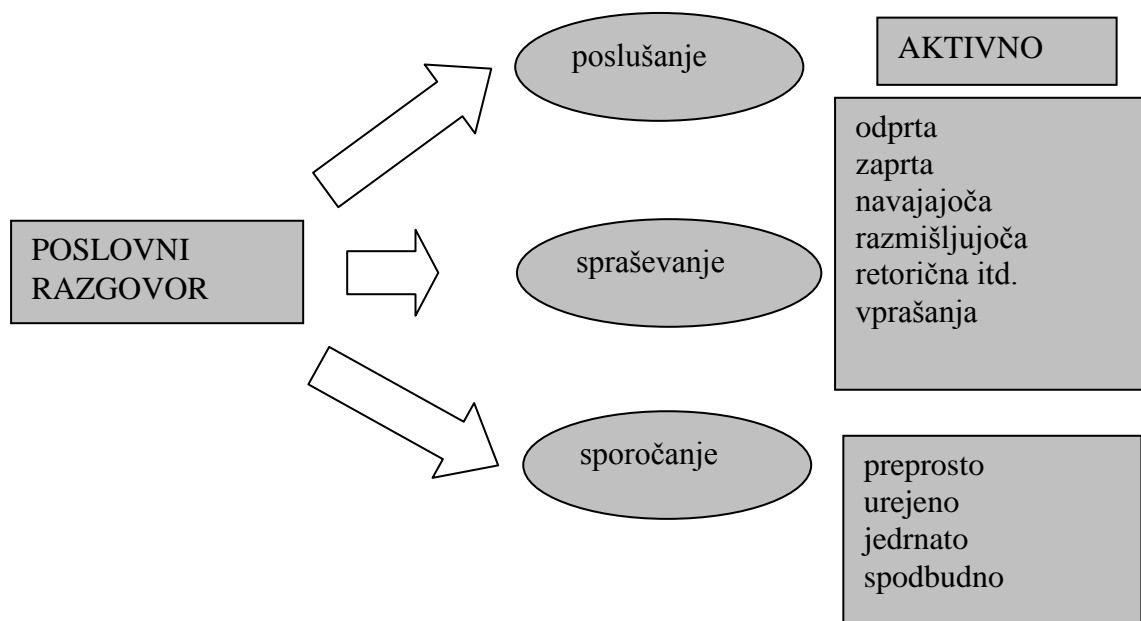 poslušanje
AKTIVNO
odprta
zaprta
navajajoča
razmišljujoča
retorična itd.
vprašanja
POSLOVNI
RAZGOVOR
spraševanje
sporočanje
preprosto
urejeno
jedrnato
spodbudno